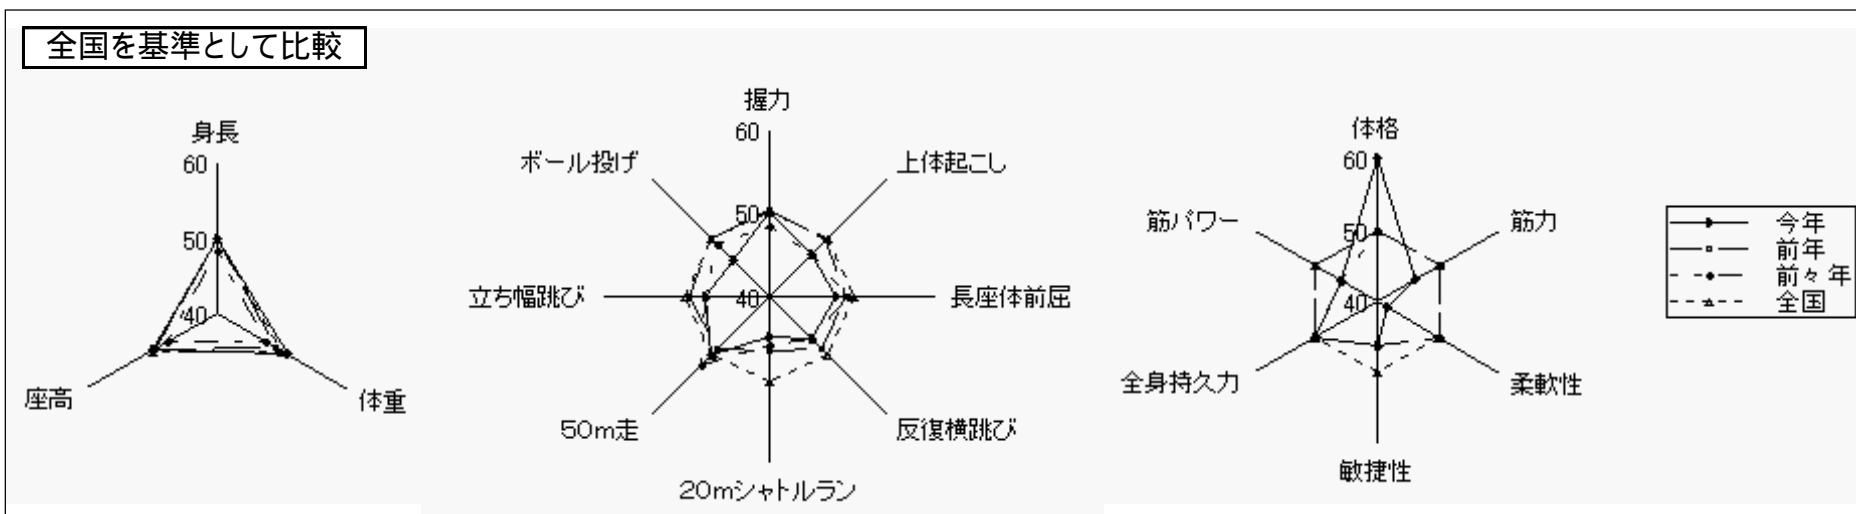 全国を基準として比較
身長
60
50
40
座高
体重
握力
60
ボール投げ
上体起こし
50
立ち幅跳び
40
長座体前屈
50m走
反復横跳び
20mシャトルラン
体格
60
筋パワー
50
筋力
40
全身持久力
柔軟性
敏捷性
今年
前年
前々年
全国